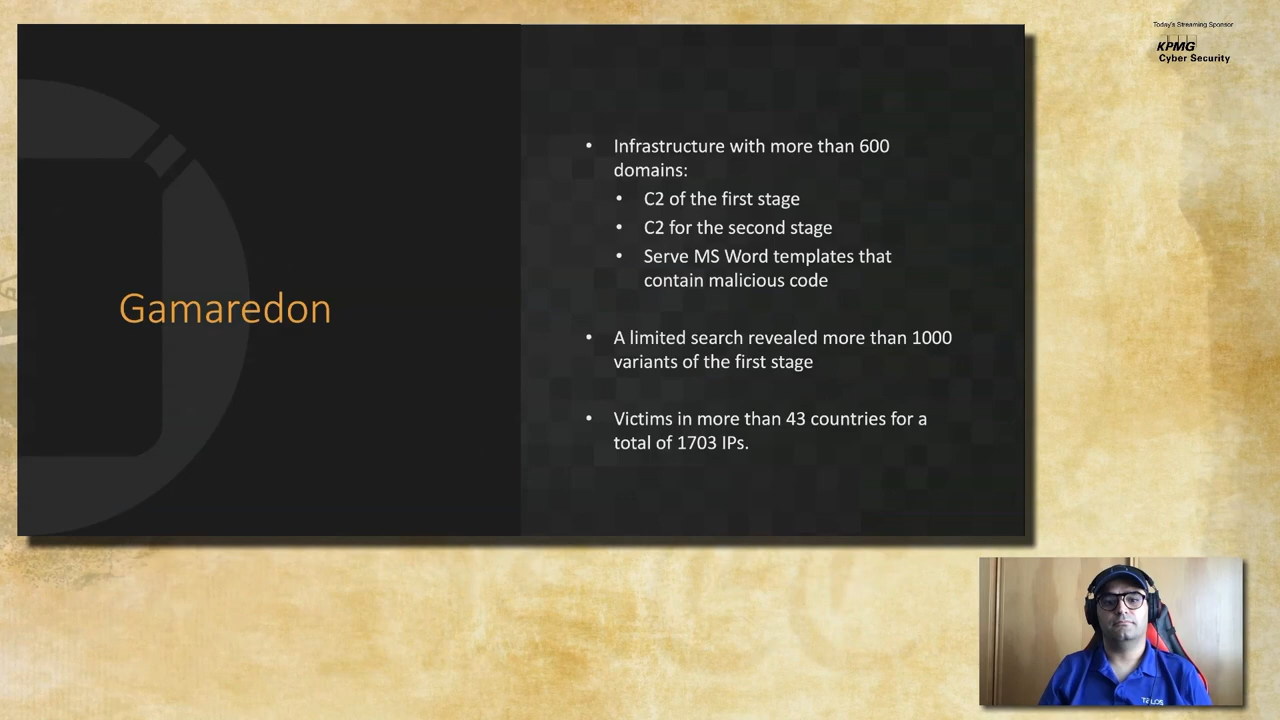 Today's Streaming Sponsor
KPMG
Cyber Security
Gamaredon
• Infrastructure with more than 600
domains:
• C2 of the first stage
• C2 for the second stage
• Serve MS Word templates that
contain malicious code
• A limited search revealed more than 1000
variants of the first stage
• Victims in more than 43 countries for a
total of 1703 IPs.
TALOS